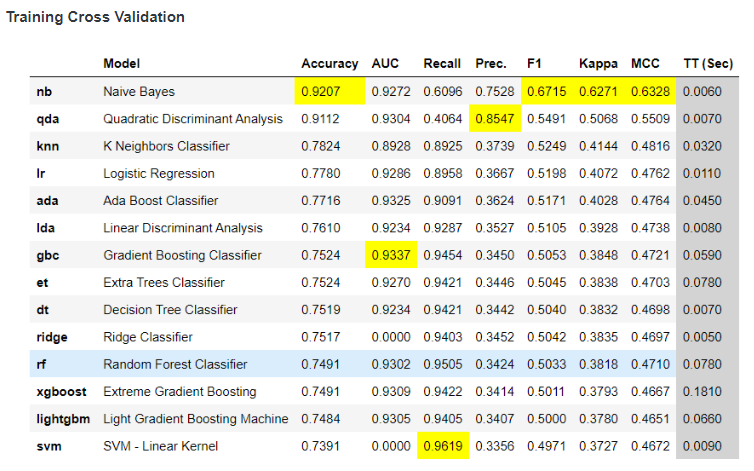 Training Cross Validation
Model Accuracy AUC Recall Prec. F1 Kappa MCC TT (Sec)
nb Naive Bayes 0.9207 0.9272 0.6096 0.7528 0.6715 0.6271 0.6328 0.0060
qda Quadratic Discriminant Analysis 0.9112 0.9304 0.4064 0.8547 0.5491 0.5068 0.5509 0.0070
knn K Neighbors Classifier 0.7824 0.8928 0.8925 0.3739 0.5249 0.4144 0.4816 0.0320
lr Logistic Regression 0.7780 0.9286 0.8958 0.3667 0.5198 0.4072 0.4762 0.0110
ada Ada Boost Classifier 0.7716 0.9325 0.9091 0.3624 0.5171 0.4028 0.4764 0.0450
lda Linear Discriminant Analysis 0.7610 0.9234 0.9287 0.3527 0.5105 0.3928 0.4738 0.0080
gbc Gradient Boosting Classifier 0.7524 0.9337 0.9454 0.3450 0.5053 0.3848 0.4721 0.0590
et Extra Trees Classifier 0.7524 0.9270 0.9421 0.3446 0.5045 0.3838 0.4703 0.0780
dt Decision Tree Classifier 0.7519 0.9234 0.9421 0.3442 0.5040 0.3832 0.4698 0.0070
ridge Ridge Classifier 0.7517 0.0000 0.9403 0.3452 0.5042 0.3835 0.4697 0.0050
rf Random Forest Classifier 0.7491 0.9302 0.9505 0.3424 0.5033 0.3818 0.4710 0.0780
xgboost Extreme Gradient Boosting 0.7491 0.9309 0.9422 0.3414 0.5011 0.3793 0.4667 0.1810
lightgbm Light Gradient Boosting Machine 0.7484 0.9305 0.9405 0.3407 0.5000 0.3780 0.4651 0.0660
svm SVM - Linear Kernel 0.7391 0.0000 0.9619 0.3356 0.4971 0.3727 0.4672 0.0090